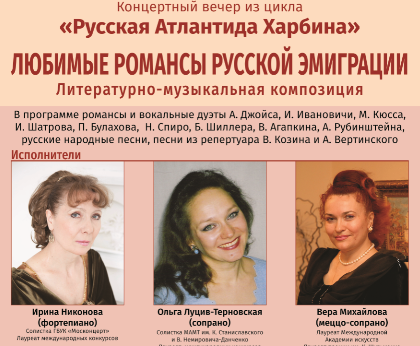 Концертный вечер из цикла
«Русская Атлантида Харбина»
ЛЮБИМЫЕ РОМАНСЫ РУССКОЙ ЭМИГРАЦИИ
Литературно-музыкальная композиция
В программе романсы и вокальные дуэты А. Джойса, И. Ивановичи, М. Кюсса,
И. Шатрова, П. Булахова, Н. Спиро, Б. Шиллера, В. Агапкина, А. Рубинштейна,
русские народные песни, песни из репертуара В. Козина и А. Вертинского
Исполнители
Ирина Никонова
(фортепиано)
Солистка ГБУК «Москонцерт»
Лауреат международных конкурсов
Ольга Луцив-Терновская
(сопрано)
Солистка МАМТ им. К. Станиславского
и В. Немировича-Данченко
Вера Михайлова
(меццо-сопрано)
Лауреат Международной
Академии искусств